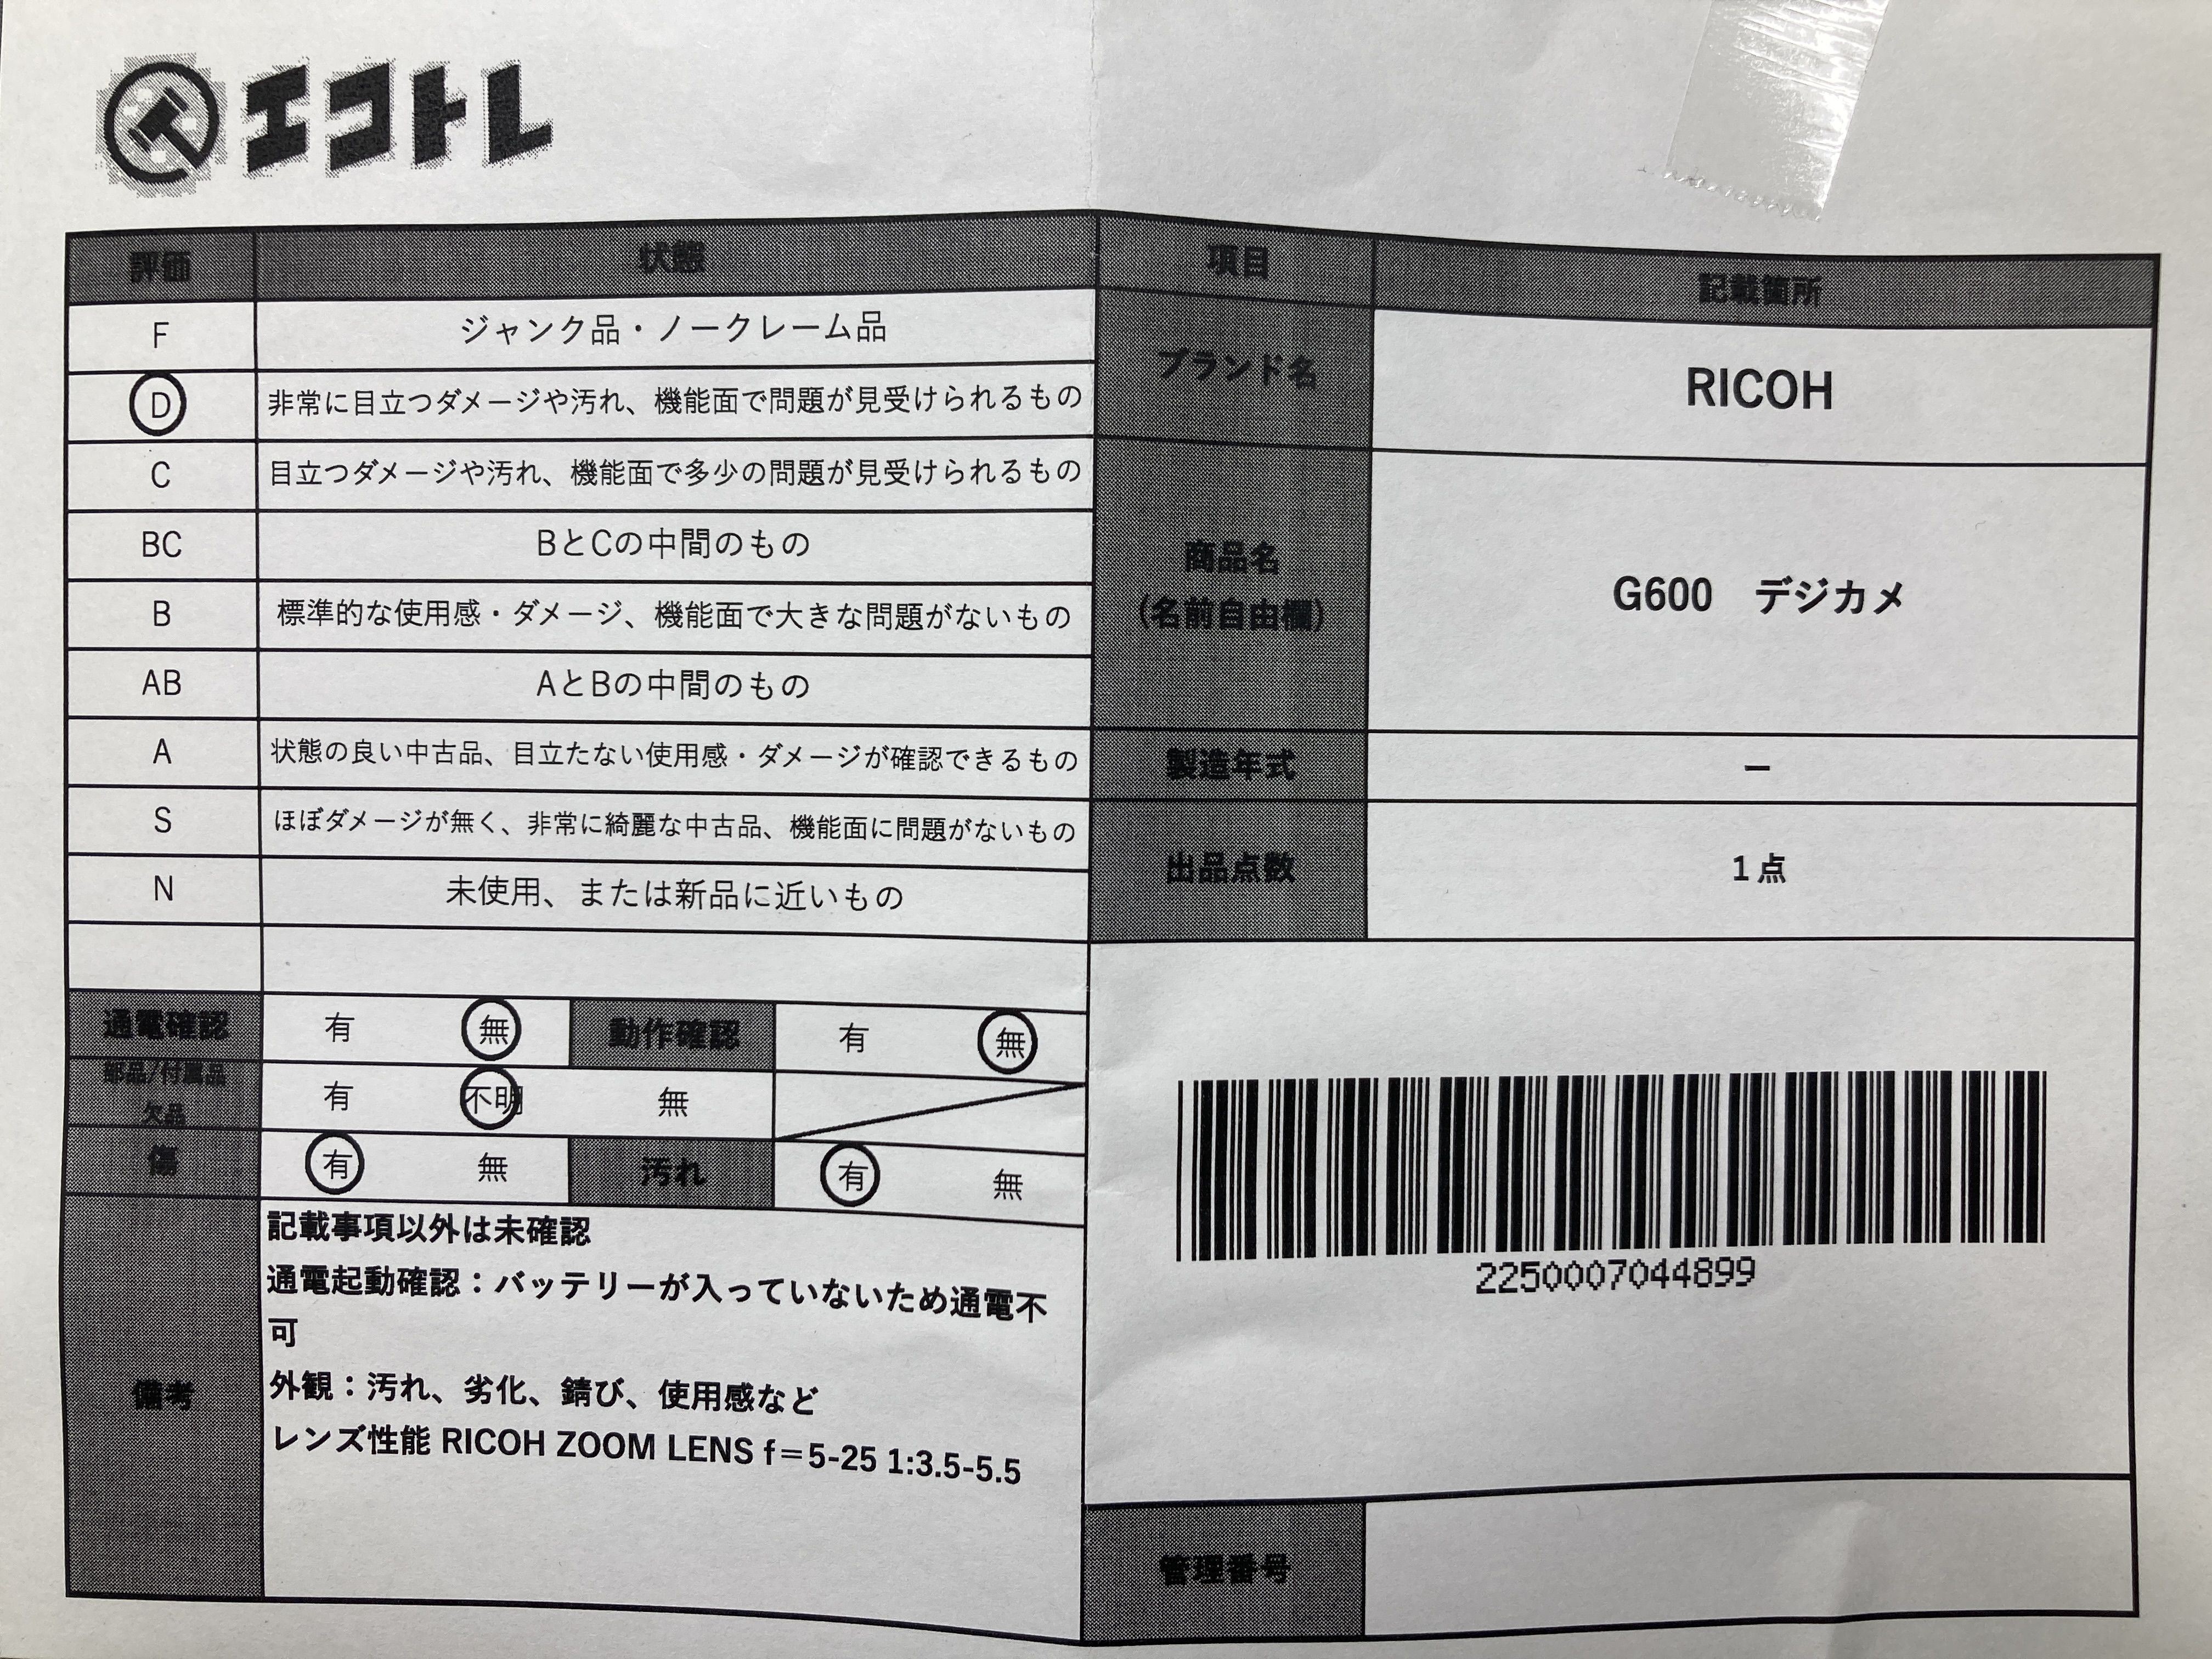 エコトレ
評価 状態
F ジャンク品・ノークレーム品
D 非常に目立つダメージや汚れ、機能面で問題が見受けられるもの
C 目立つダメージや汚れ、機能面で多少の問題が見受けられるもの
BC BとCの中間のもの
B 標準的な使用感・ダメージ、機能面で大きな問題がないもの
AB AとBの中間のもの
A 状態の良い中古品、目立たない使用感・ダメージが確認できるもの
S ほぼダメージが無く、非常に綺麗な中古品、機能面に問題がないもの
N 未使用、または新品に近いもの
通電確認 有 無 動作確認 有 無
部品/付属品
欠品 有 不明 無
傷 有 無 汚れ 有 無
備考
記載事項以外は未確認
通電起動確認：バッテリーが入っていないため通電不
可
外観：汚れ、劣化、錆び、使用感など
レンズ性能 RICOH ZOOM LENS f＝5-25 1:3.5-5.5
項目 記載箇所
ブランド名 RICOH
商品名
(名前自由欄) G600 デジカメ
製造年式 ー
出品点数 1点
2250007044899
管理番号